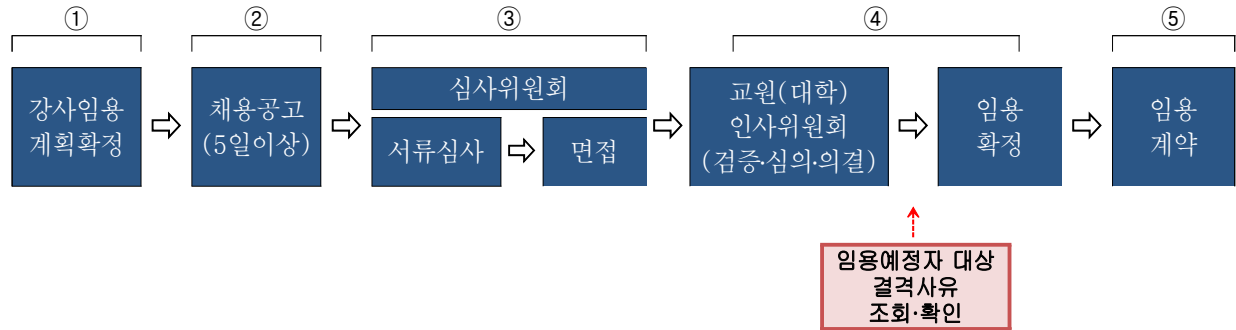 ①
②
③
④
⑤
강사임용
계획확정
채용공고
(5일이상)
심사위원회
서류심사
면접
교원(대학)
인사위원회
(검증·심의·의결)
임용
확정
임용
계약
임용예정자 대상
결격사유
조회·확인